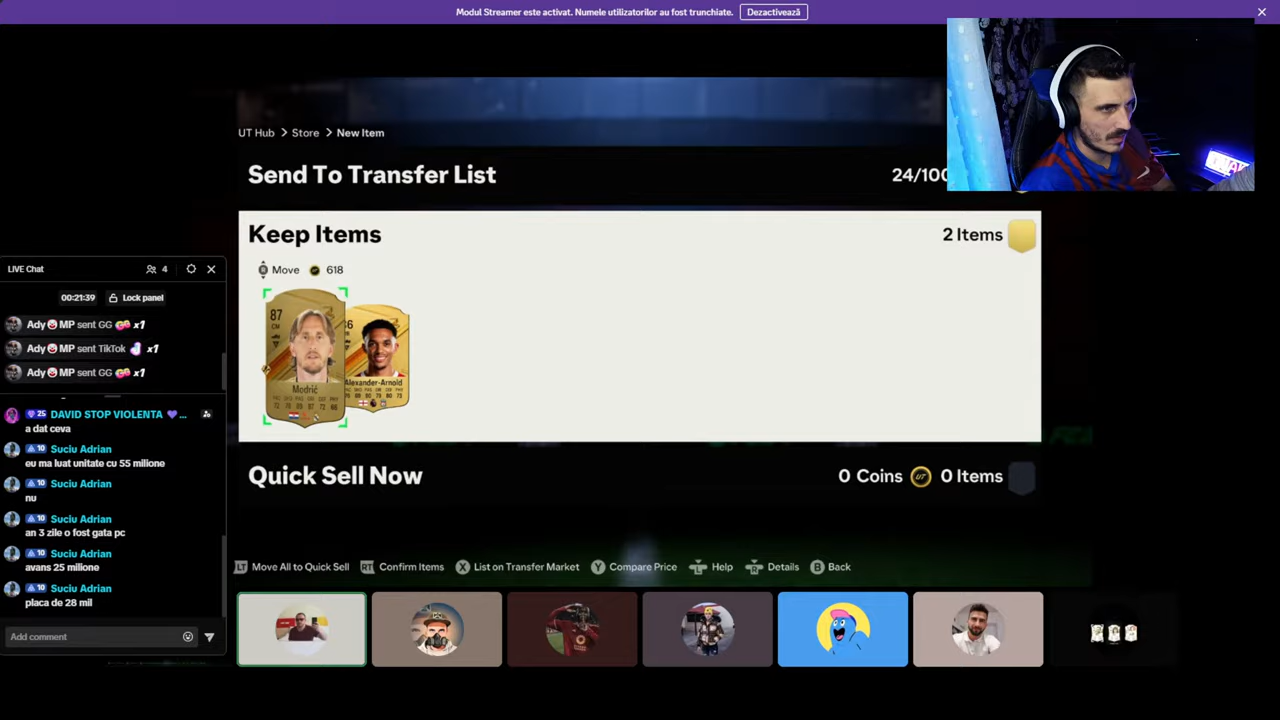 Modul Streamer este activat. Numele utilizatorilor au fost trunchiate. Dezactivează
UT Hub > Store > New Item
Send To Transfer List
24/100
Keep Items
2 Items
Move 618
87
CM
Modrić
Alexander-Arnold
Quick Sell Now
0 Coins UT 0 Items
LT Move All to Quick Sell RT Confirm Items X List on Transfer Market Y Compare Price L Help R Details B Back
LIVE Chat
4
00:21:39 Lock panel
Ady MP sent GG x1
Ady MP sent TikTok x1
Ady MP sent GG x1
25 DAVID STOP VIOLENTA 💜 ...
a dat ceva
10 Suciu Adrian
eu ma luat unitate cu 55 milione
10 Suciu Adrian
nu
10 Suciu Adrian
an 3 zile o fost gata pc
10 Suciu Adrian
avans 25 milione
10 Suciu Adrian
placa de 28 mil
Add comment